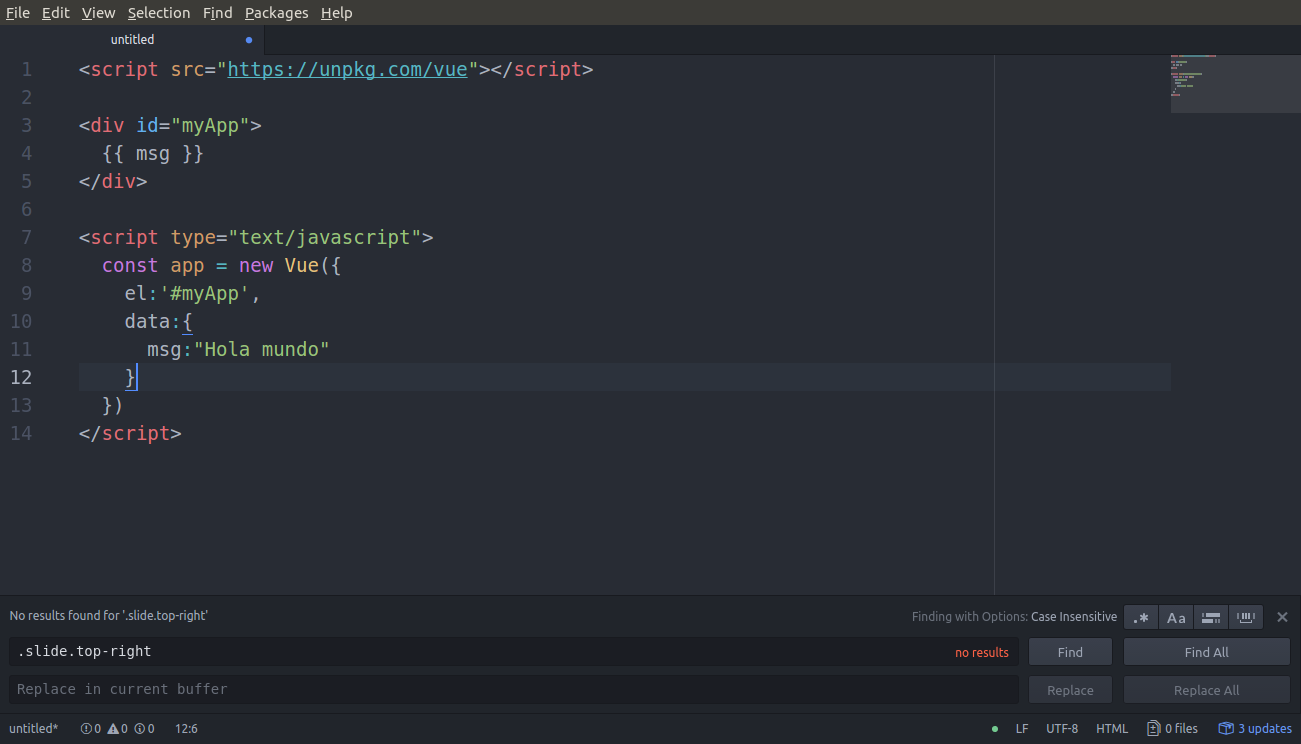 File Edit View Selection Find Packages Help
untitled
1 <script src="https://unpkg.com/vue"></script>
2
3 <div id="myApp">
4   {{ msg }}
5 </div>
6
7 <script type="text/javascript">
8   const app = new Vue({
9     el:'#myApp',
10     data:{
11       msg:"Hola mundo"
12     }
13   })
14 </script>
No results found for '.slide.top-right' Finding with Options: Case Insensitive .* Aa
.slide.top-right no results Find Find All
Replace in current buffer Replace Replace All
untitled* 0 0 0 12:6 LF UTF-8 HTML 0 files 3 updates